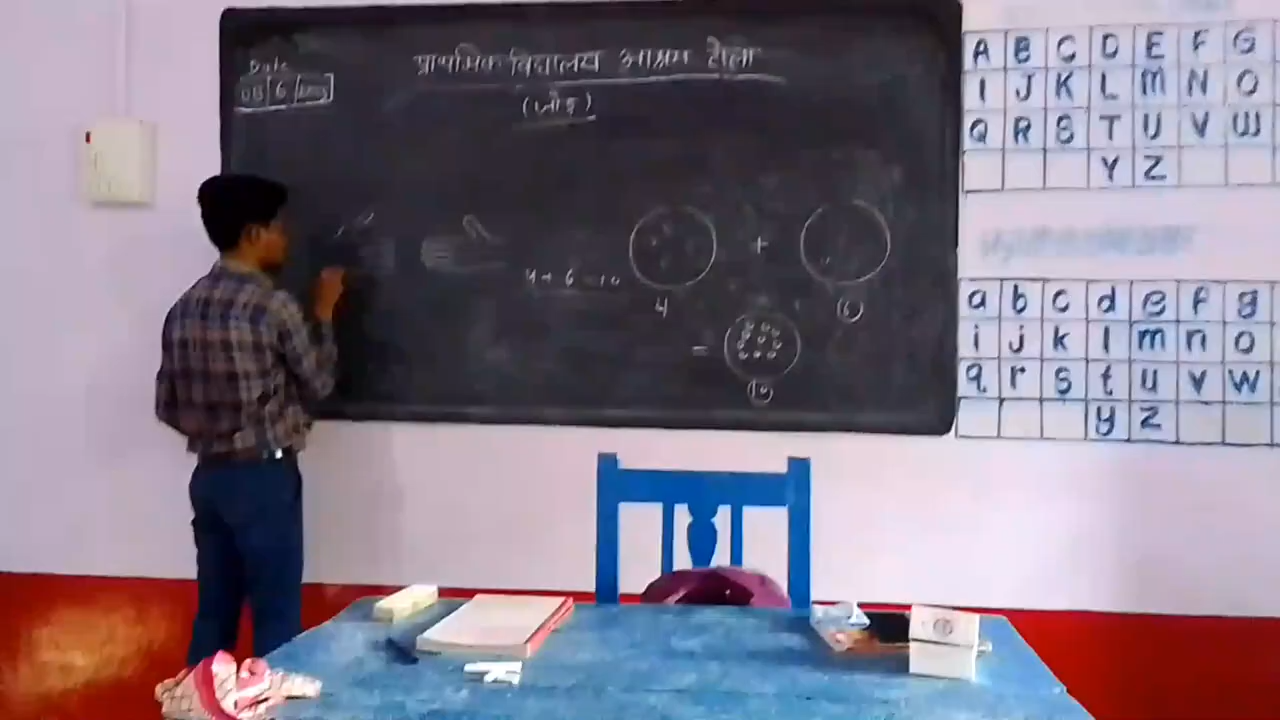 Date
08/6/
प्राथमिक विद्यालय आश्रम टोला
(जोड़)
4 + 6 = 10
+
4
6
=
10
A B C D E F G
I J K L M N O
Q R S T U V W
Y Z
a b c d e f g
i j k l m n o
q r s t u v w
y z